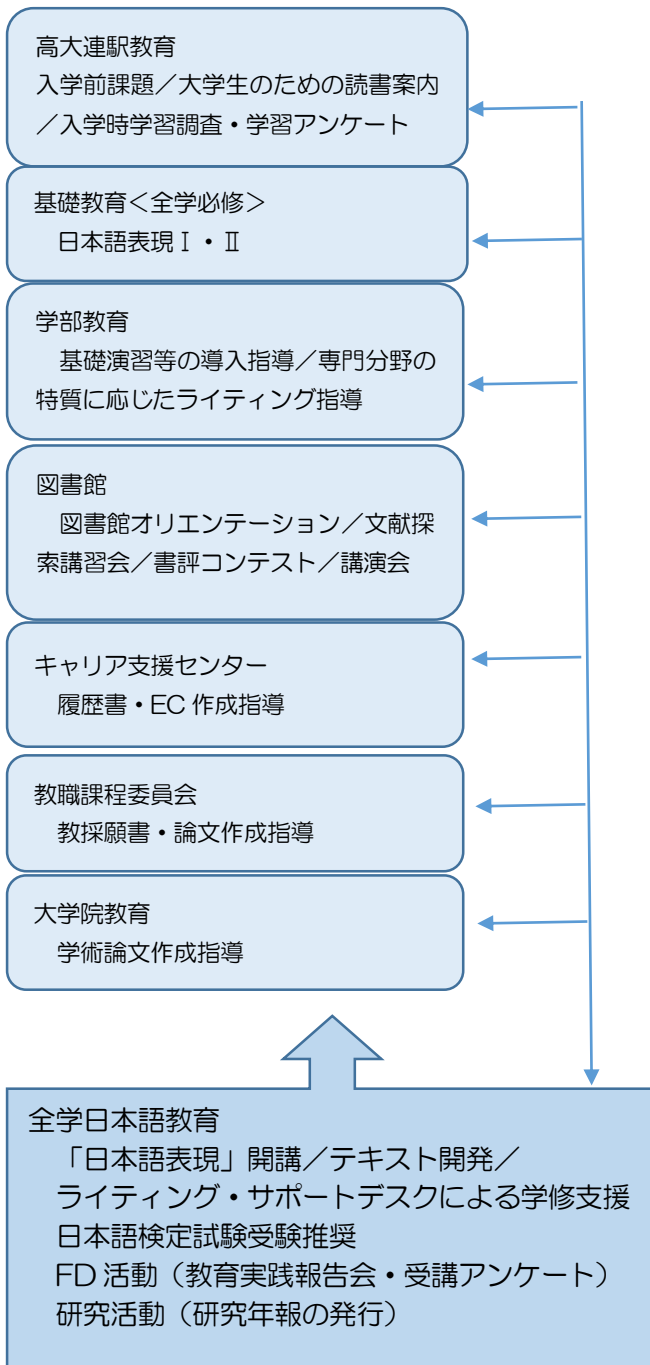 高大連駅教育
入学前課題／大学生のための読書案内
／入学時学習調査・学習アンケート
基礎教育＜全学必修＞
日本語表現Ⅰ・Ⅱ
学部教育
基礎演習等の導入指導／専門分野の
特質に応じたライティング指導
図書館
図書館オリエンテーション／文献探
索講習会／書評コンテスト／講演会
キャリア支援センター
履歴書・EC 作成指導
教職課程委員会
教採願書・論文作成指導
大学院教育
学術論文作成指導
全学日本語教育
「日本語表現」開講／テキスト開発／
ライティング・サポートデスクによる学修支援
日本語検定試験受験推奨
FD 活動（教育実践報告会・受講アンケート）
研究活動（研究年報の発行）